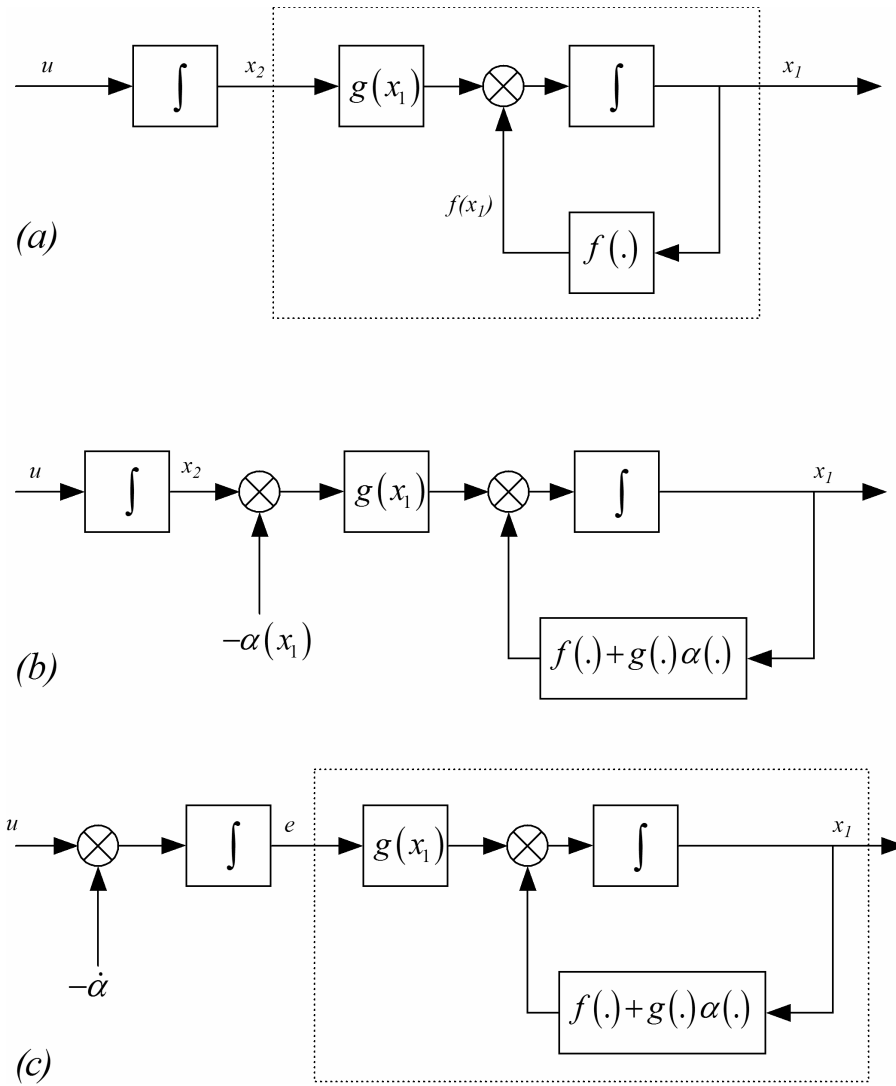 u
∫
x₂
g(x₁)
∫
x₁
f(x₁)
f(.)
(a)
u
∫
x₂
g(x₁)
∫
x₁
−α(x₁)
f(.)+g(.)α(.)
(b)
u
∫
e
g(x₁)
∫
x₁
−α̇
f(.)+g(.)α(.)
(c)